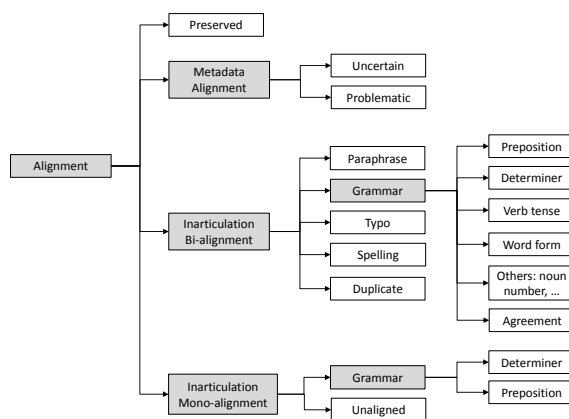 Preserved
Metadata
Alignment
Uncertain
Problematic
Alignment
Inarticulation
Bi-alignment
Paraphrase
Grammar
Typo
Spelling
Duplicate
Preposition
Determiner
Verb tense
Word form
Others: noun
number, ...
Agreement
Inarticulation
Mono-alignment
Grammar
Unaligned
Determiner
Preposition